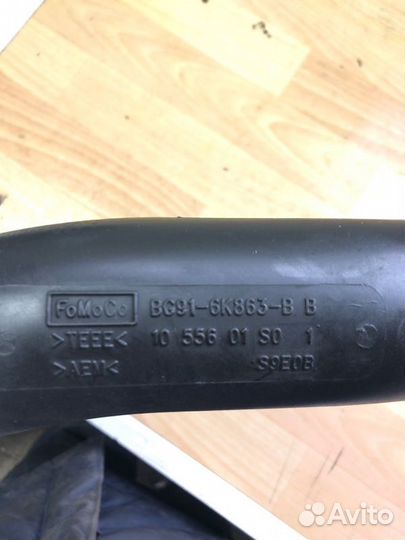 FoMoCo BG91-6K863-B B
>TEEE< 10 556 01 S0 1
>AEM< S9E0B
Avito